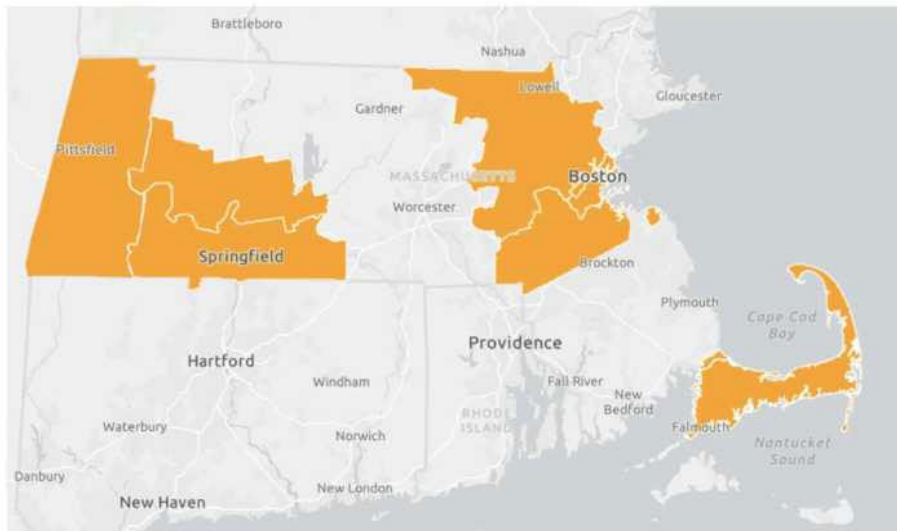 Brattleboro
Nashua
Lowell
Gloucester
Gardner
Pittsfield
MASSACHUSETTS
Boston
Worcester
Springfield
Brockton
Plymouth
Cape Cod
Bay
Hartford
Providence
Windham
Fall River
New
Bedford
RHODE
ISLAND
Falmouth
Waterbury
Norwich
Nantucket
Sound
Danbury
New London
New Haven